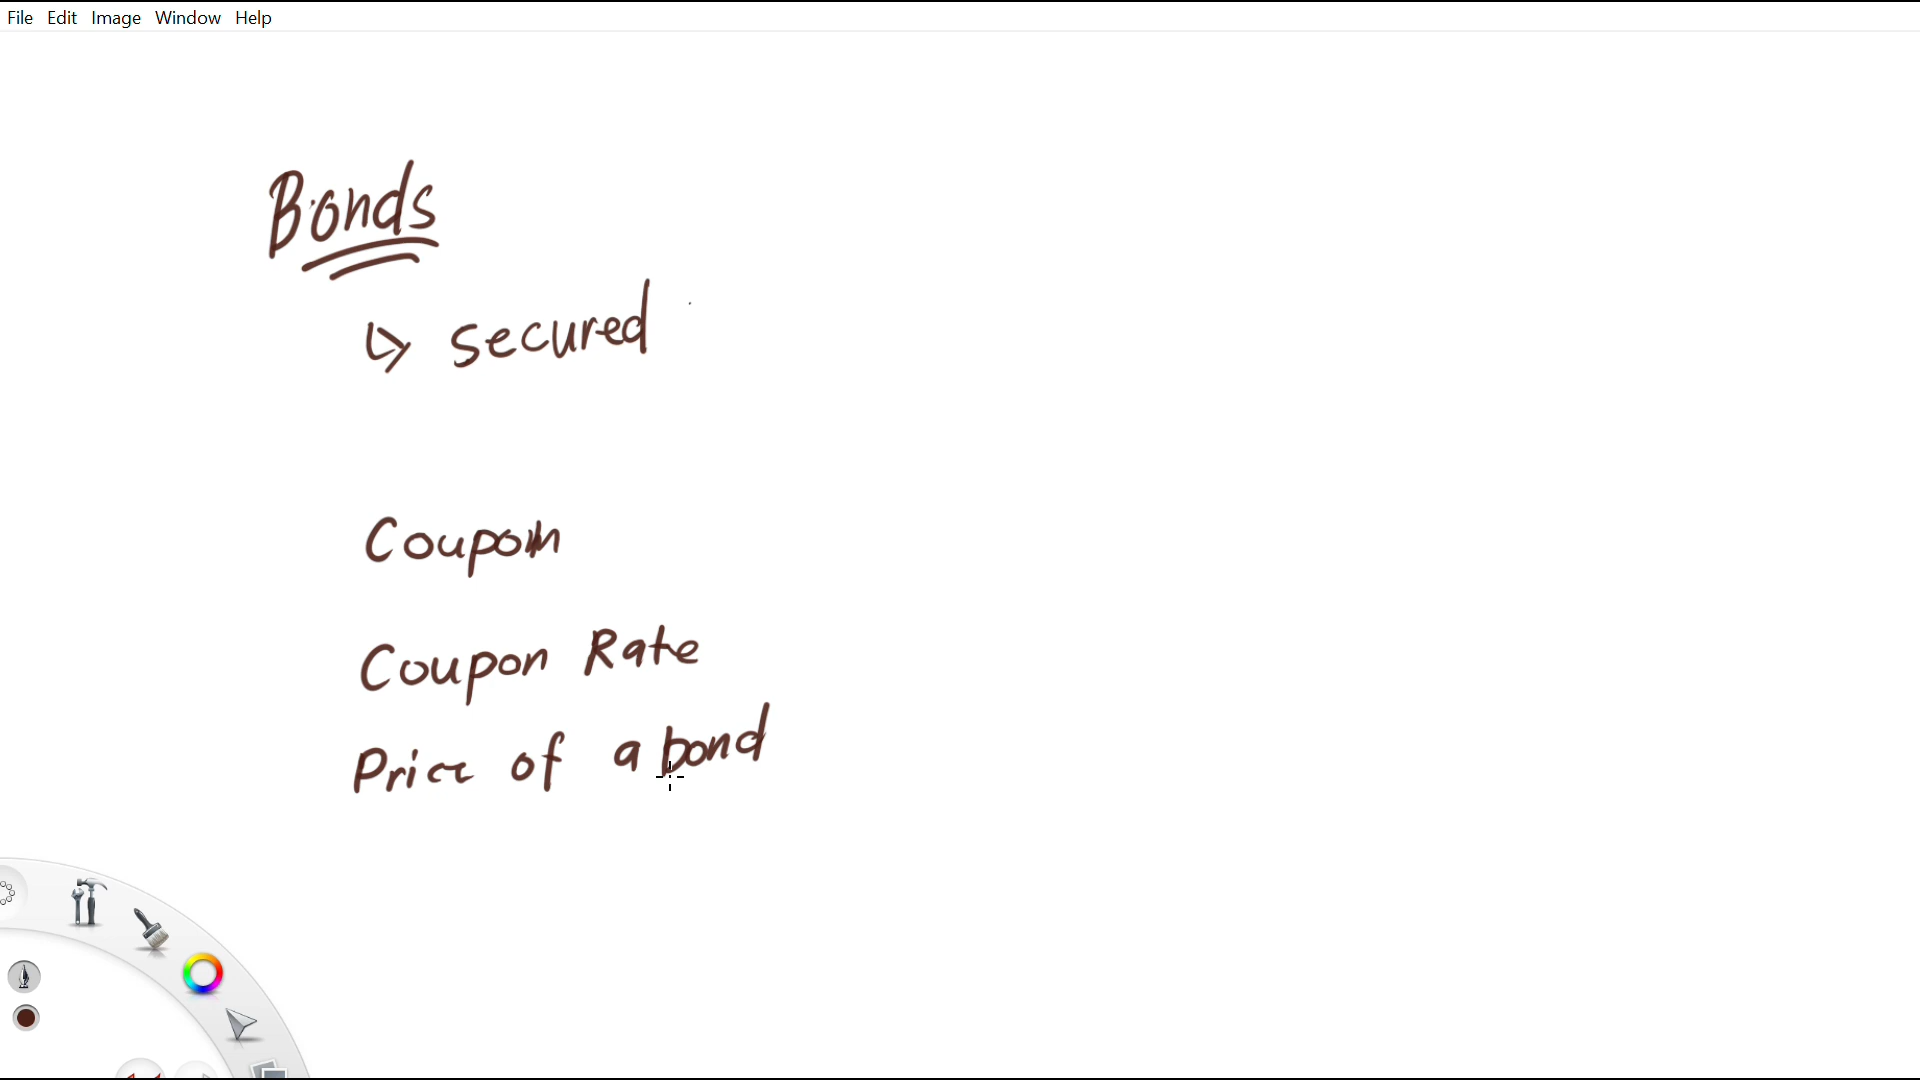 File Edit Image Window Help
Bonds
↳ secured
Coupon
Coupon Rate
Price of a bond